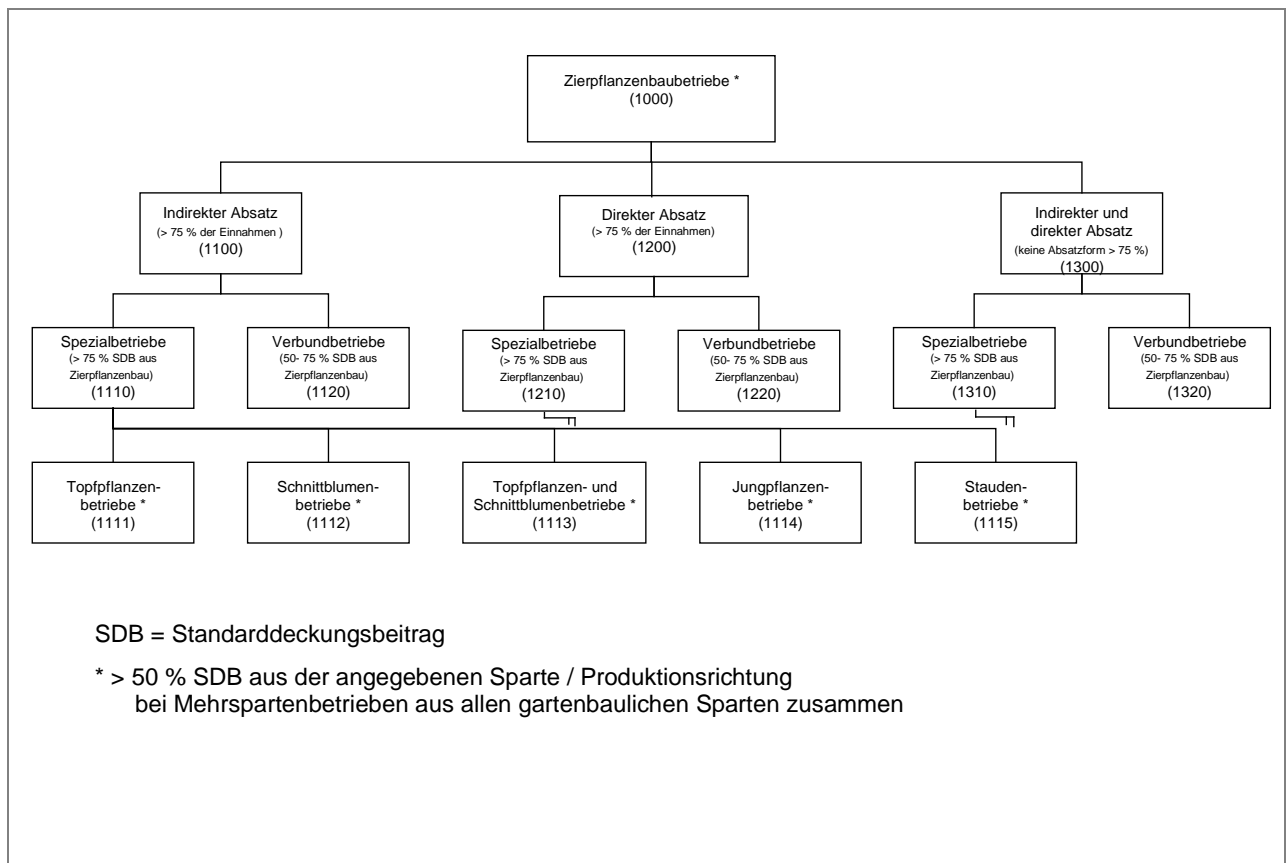 Zierpflanzenbaubetriebe *
(1000)
Indirekter Absatz
(> 75 % der Einnahmen )
(1100)
Direkter Absatz
(> 75 % der Einnahmen)
(1200)
Indirekter und
direkter Absatz
(keine Absatzform > 75 %)
(1300)
Spezialbetriebe
(> 75 % SDB aus
Zierpflanzenbau)
(1110)
Verbundbetriebe
(50- 75 % SDB aus
Zierpflanzenbau)
(1120)
Spezialbetriebe
(> 75 % SDB aus
Zierpflanzenbau)
(1210)
Verbundbetriebe
(50- 75 % SDB aus
Zierpflanzenbau)
(1220)
Spezialbetriebe
(> 75 % SDB aus
Zierpflanzenbau)
(1310)
Verbundbetriebe
(50- 75 % SDB aus
Zierpflanzenbau)
(1320)
Topfpflanzen-
betriebe *
(1111)
Schnittblumen-
betriebe *
(1112)
Topfpflanzen- und
Schnittblumenbetriebe *
(1113)
Jungpflanzen-
betriebe *
(1114)
Stauden-
betriebe *
(1115)
SDB = Standarddeckungsbeitrag
* > 50 % SDB aus der angegebenen Sparte / Produktionsrichtung
bei Mehrspartenbetrieben aus allen gartenbaulichen Sparten zusammen